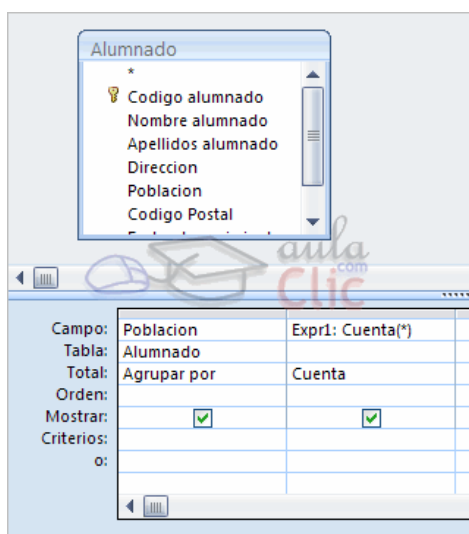 Alumnado
*
Codigo alumnado
Nombre alumnado
Apellidos alumnado
Direccion
Poblacion
Codigo Postal
aula
Clic
.com
Campo: Poblacion Expr1: Cuenta(*)
Tabla: Alumnado
Total: Agrupar por Cuenta
Orden:
Mostrar:
Criterios:
o: